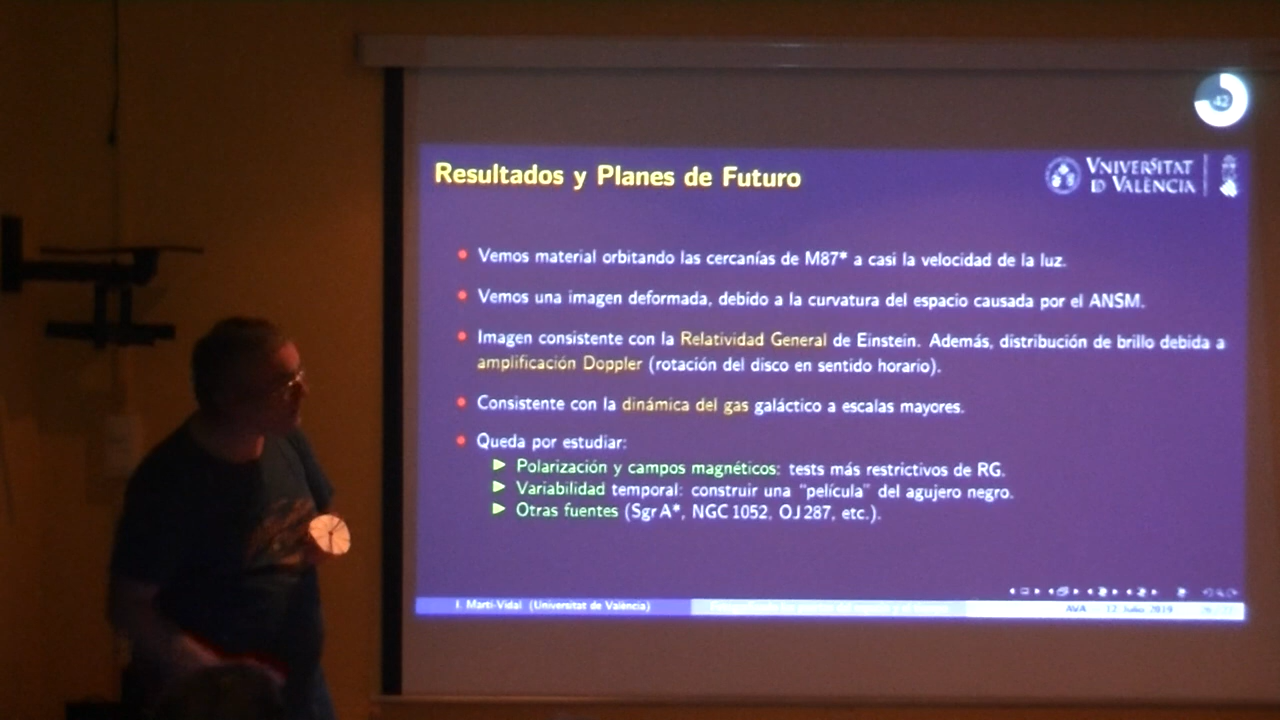 42
Resultados y Planes de Futuro
VNIVERSITAT
ID VALÈNCIA
Vemos material orbitando las cercanías de M87* a casi la velocidad de la luz.
Vemos una imagen deformada, debido a la curvatura del espacio causada por el ANSM.
Imagen consistente con la Relatividad General de Einstein. Además, distribución de brillo debida a
amplificación Doppler (rotación del disco en sentido horario).
Consistente con la dinámica del gas galáctico a escalas mayores.
Queda por estudiar:
Polarización y campos magnéticos: tests más restrictivos de RG.
Variabilidad temporal: construir una "película" del agujero negro.
Otras fuentes (Sgr A*, NGC 1052, OJ 287, etc.).
I. Martí-Vidal (Universitat de València)
AVA — 12 Julio 2019